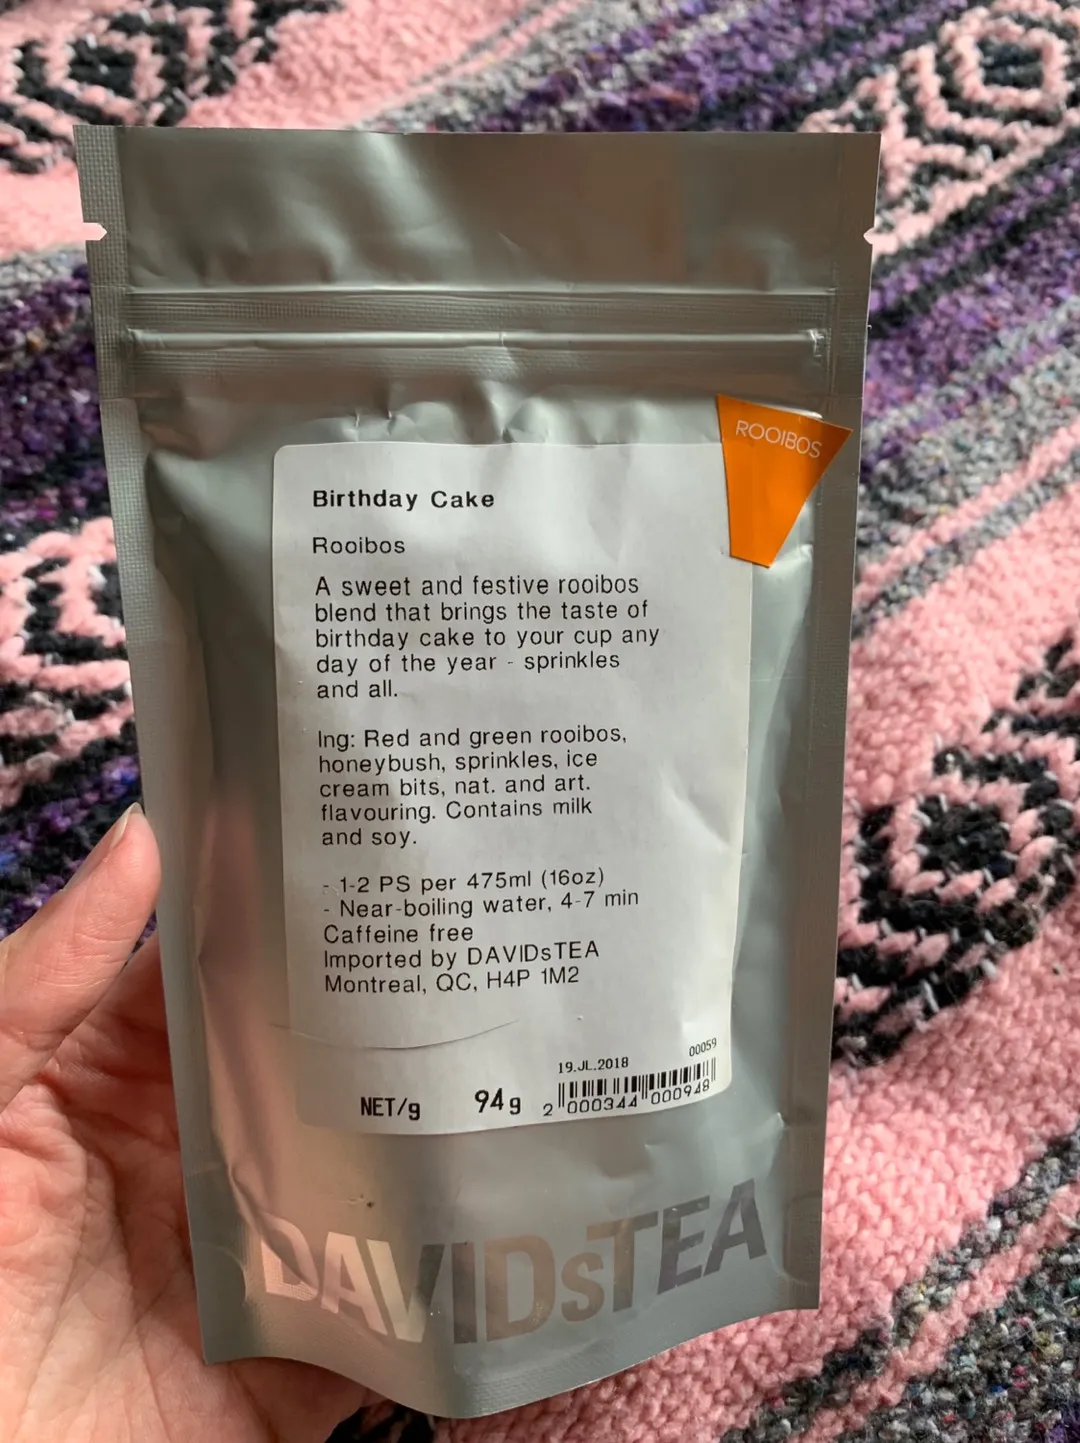 ROOIBOS
Birthday Cake
Rooibos
A sweet and festive rooibos
blend that brings the taste of
birthday cake to your cup any
day of the year - sprinkles
and all.
Ing: Red and green rooibos,
honeybush, sprinkles, ice
cream bits, nat. and art.
flavouring. Contains milk
and soy.
- 1-2 PS per 475ml (16oz)
- Near-boiling water, 4-7 min
Caffeine free
Imported by DAVIDsTEA
Montreal, QC, H4P 1M2
19.JL.2018 00059
NET/g 94g 2 000344 000948
DAVIDsTEA